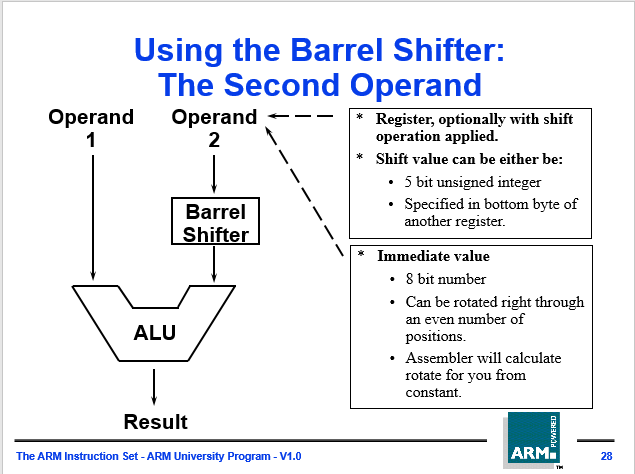 Using the Barrel Shifter:
The Second Operand
Operand
1
Operand
2
Barrel
Shifter
ALU
Result
* Register, optionally with shift
operation applied.
* Shift value can be either be:
• 5 bit unsigned integer
• Specified in bottom byte of
another register.
* Immediate value
• 8 bit number
• Can be rotated right through
an even number of
positions.
• Assembler will calculate
rotate for you from
constant.
The ARM Instruction Set - ARM University Program - V1.0
ARM
POWERED
TM
28